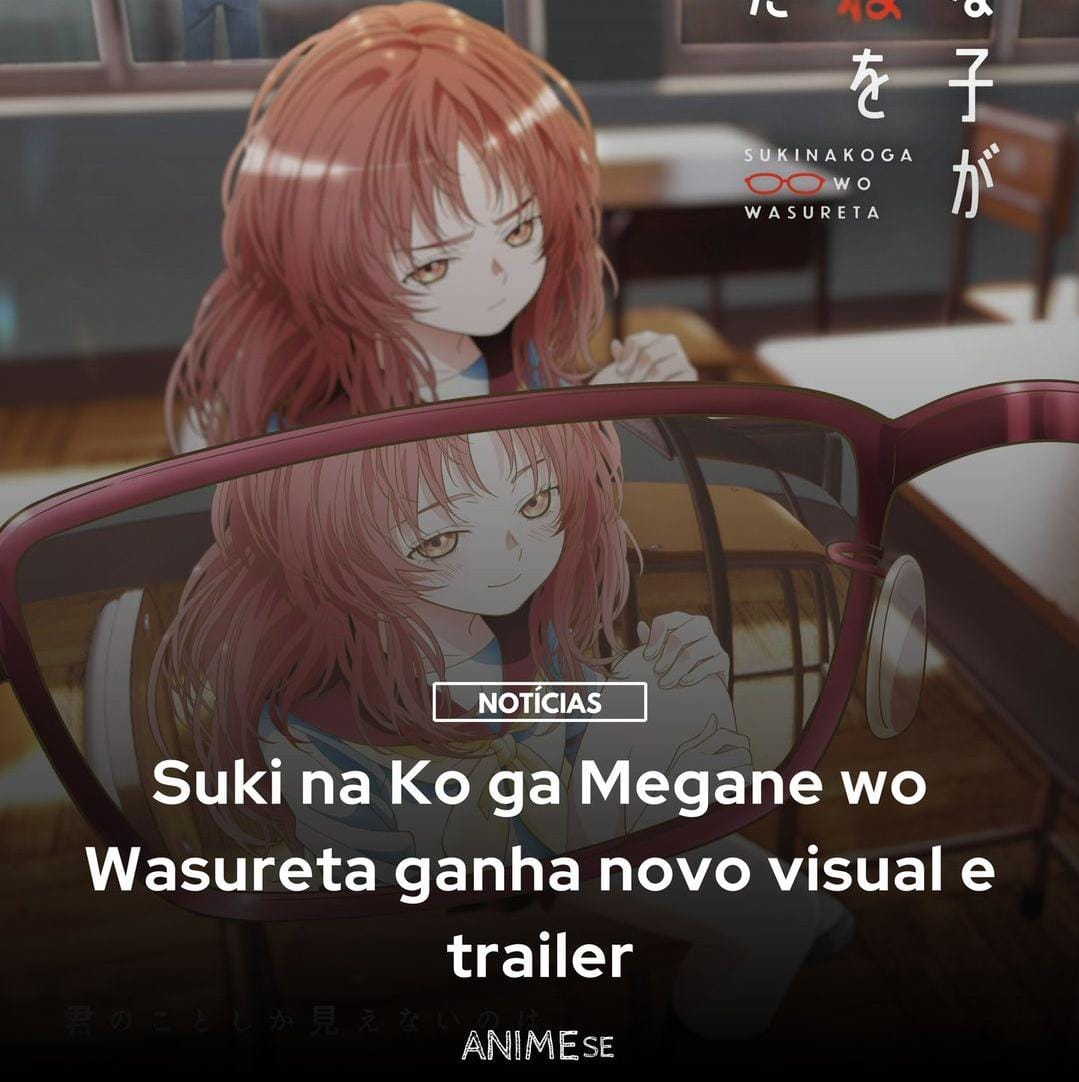 な子が
を
SUKINAKOGA
WO
WASURETA
NOTÍCIAS
Suki na Ko ga Megane wo
Wasureta ganha novo visual e
trailer
君のことしか見えないのは
ANIMESE